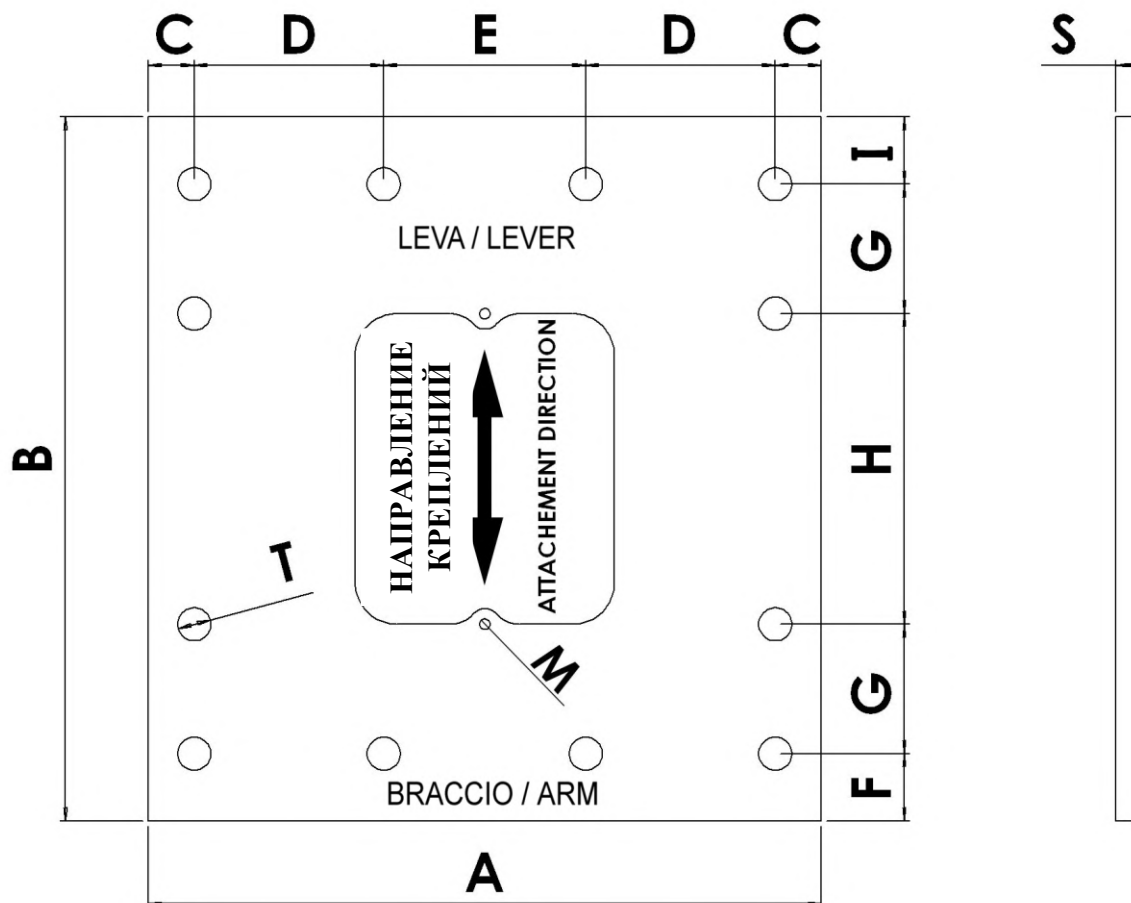 C D E D C S
I
LEVA / LEVER
G
НАПРАВЛЕНИЕ
КРЕПЛЕНИЙ
ATTACHEMENT DIRECTION
B
H
T
M
G
BRACCIO / ARM
F
A